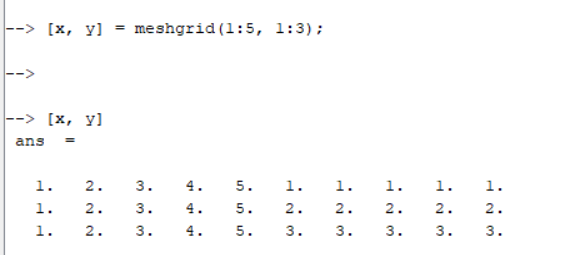 --> [x, y] = meshgrid(1:5, 1:3);
-->
--> [x, y]
ans =
1. 2. 3. 4. 5. 1. 1. 1. 1. 1.
1. 2. 3. 4. 5. 2. 2. 2. 2. 2.
1. 2. 3. 4. 5. 3. 3. 3. 3. 3.